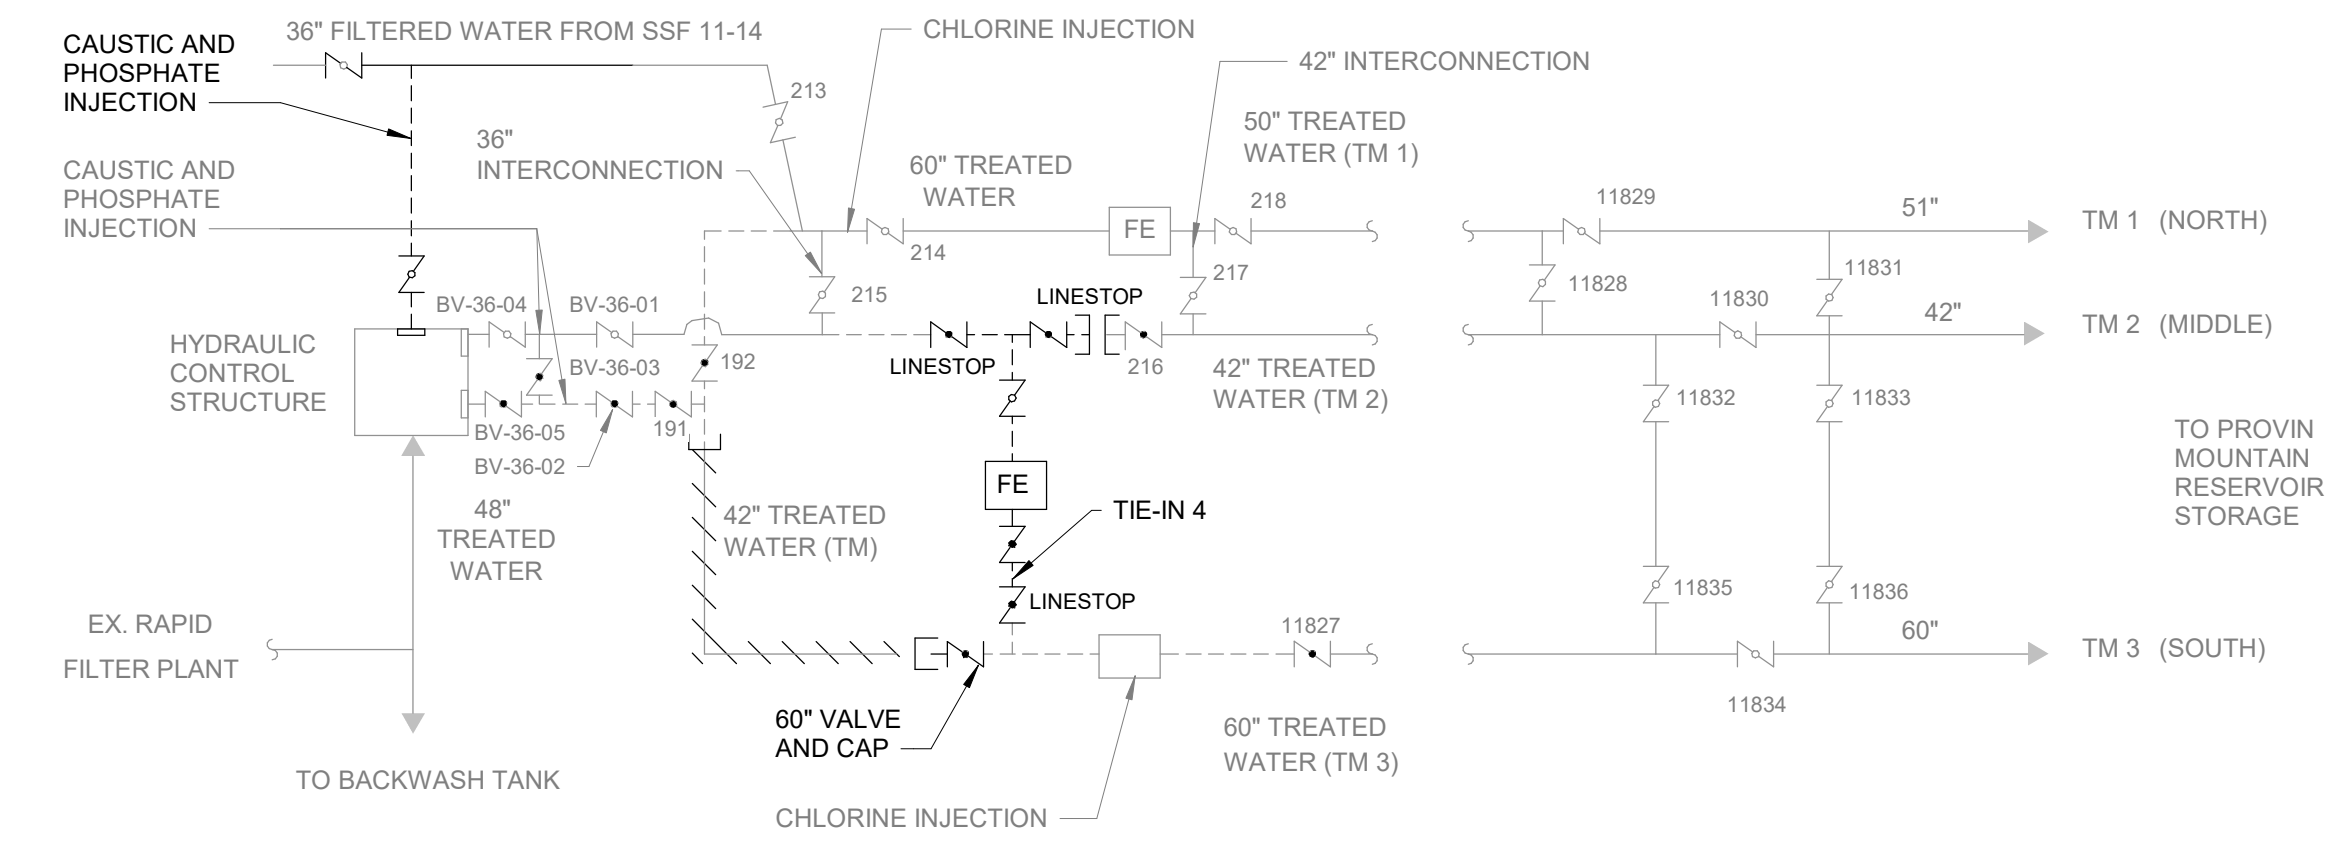 CAUSTIC AND
PHOSPHATE
INJECTION
36" FILTERED WATER FROM SSF 11-14
CHLORINE INJECTION
42" INTERCONNECTION
213
36"
INTERCONNECTION
50" TREATED
WATER (TM 1)
60" TREATED
WATER
CAUSTIC AND
PHOSPHATE
INJECTION
214
FE
218
11829
51"
TM 1 (NORTH)
215
217
11828
11831
LINESTOP
BV-36-04
BV-36-01
11830
42"
TM 2 (MIDDLE)
HYDRAULIC
CONTROL
STRUCTURE
BV-36-03
192
LINESTOP
216
42" TREATED
WATER (TM 2)
11832
11833
BV-36-05
191
BV-36-02
TO PROVIN
MOUNTAIN
RESERVOIR
STORAGE
48"
TREATED
WATER
42" TREATED
WATER (TM)
FE
TIE-IN 4
LINESTOP
11835
11836
EX. RAPID
FILTER PLANT
11827
60"
TM 3 (SOUTH)
11834
60" VALVE
AND CAP
60" TREATED
WATER (TM 3)
TO BACKWASH TANK
CHLORINE INJECTION